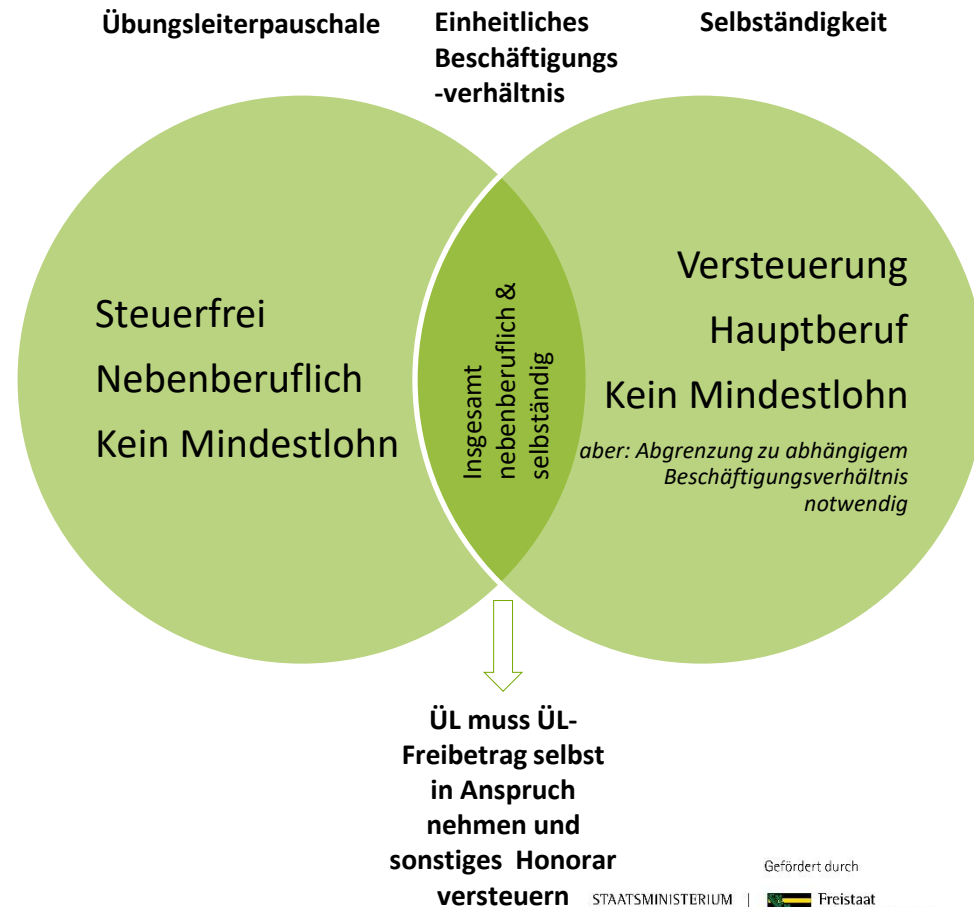 Übungsleiterpauschale
Einheitliches
Beschäftigungs
-verhältnis
Selbständigkeit
Steuerfrei
Nebenberuflich
Kein Mindestlohn
Insgesamt
nebenberuflich &
selbständig
Versteuerung
Hauptberuf
Kein Mindestlohn
aber: Abgrenzung zu abhängigem
Beschäftigungsverhältnis
notwendig
ÜL muss ÜL-
Freibetrag selbst
in Anspruch
nehmen und
sonstiges Honorar
versteuern
Gefördert durch
STAATSMINISTERIUM
Freistaat